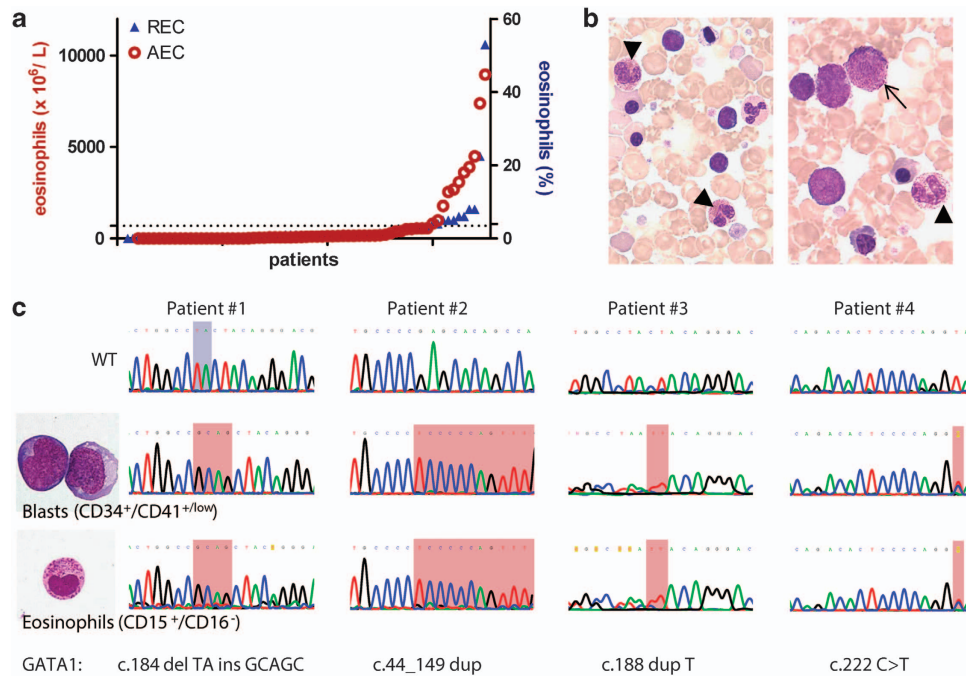 a
REC
AEC
eosinophils (x 10⁶/ L)
10000
5000
0
60
40
20
0
eosinophils (%)
patients
b
c
Patient #1
Patient #2
Patient #3
Patient #4
WT
T G C C C C G A G C A C A G C C A
T G G C C T A C T A C A G G G A C
C A G A C A C T C C C C A G G T
Blasts (CD34⁺/CD41⁺/ˡᵒʷ)
Eosinophils (CD15⁺/CD16⁻)
GATA1:
c.184 del TA ins GCAGC
c.44_149 dup
c.188 dup T
c.222 C>T